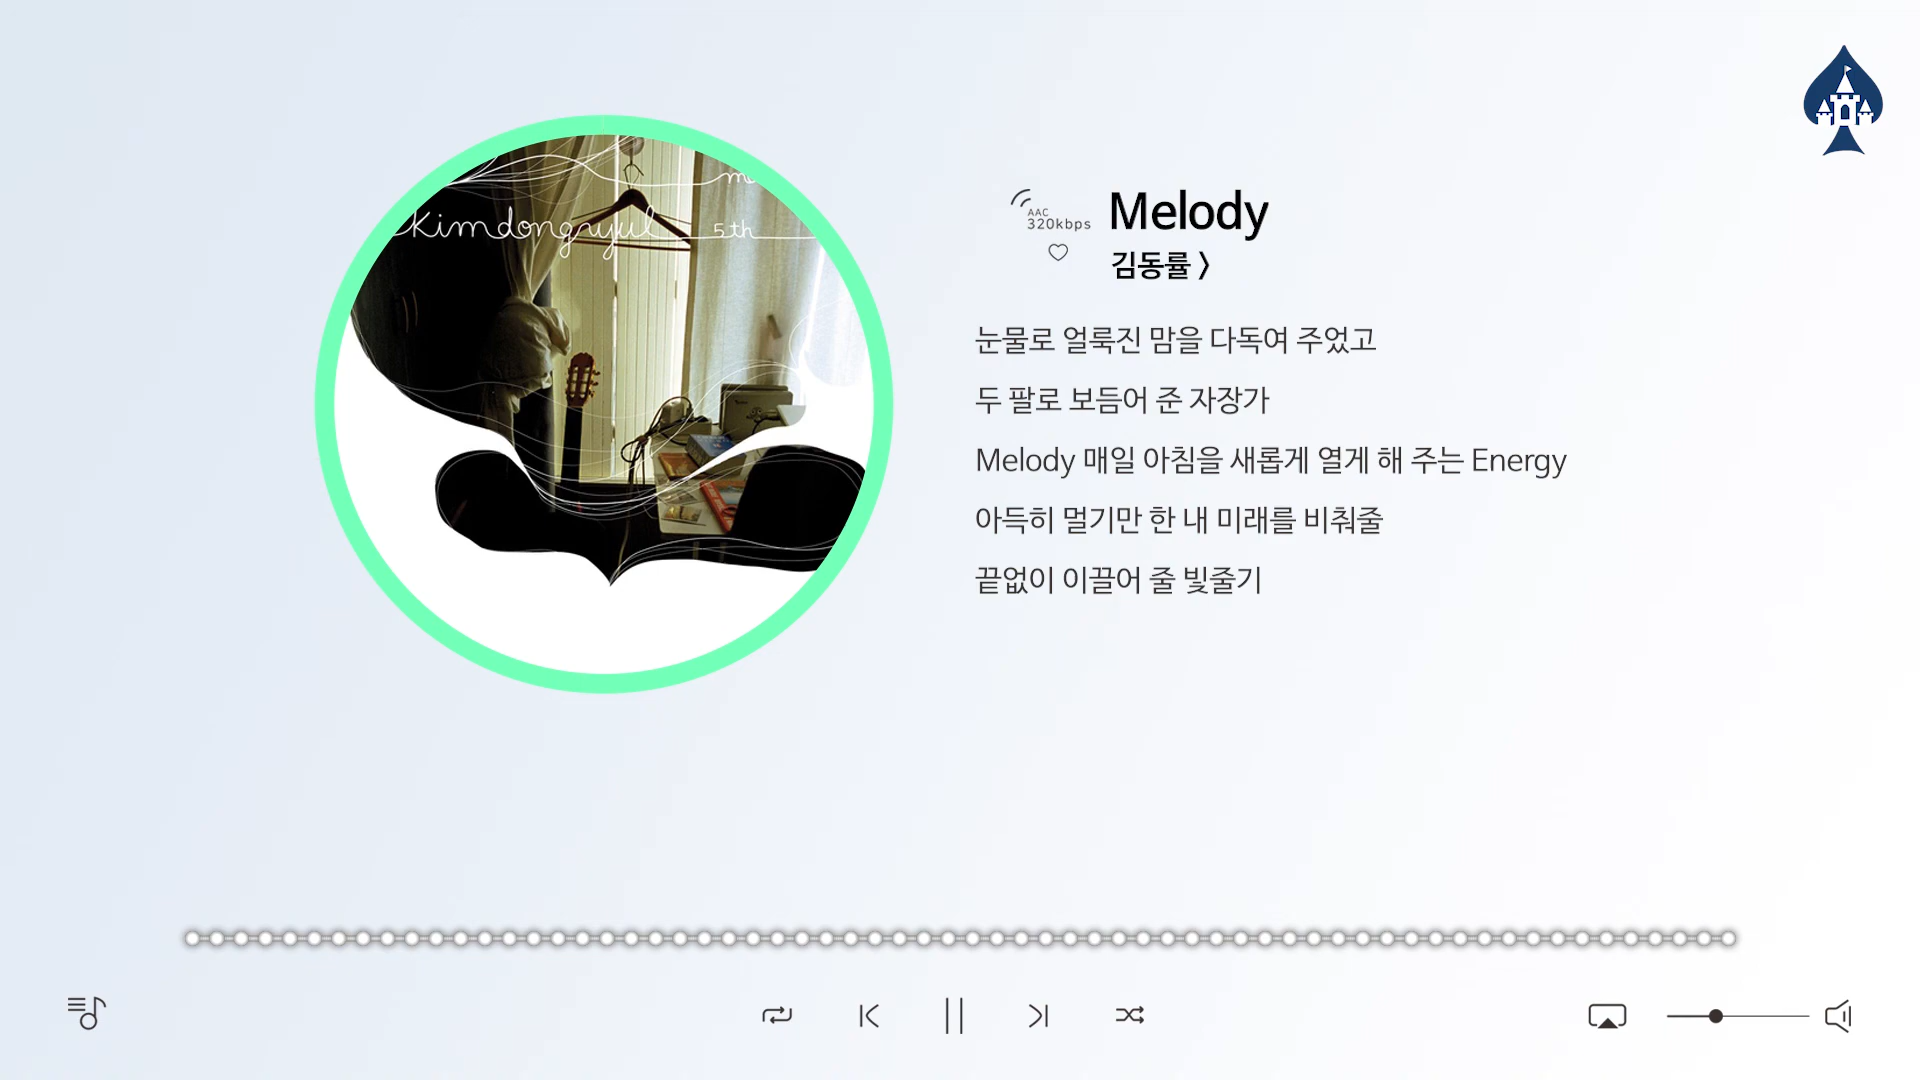 m
kimdongryul 5th
AAC
320kbps
Melody
김동률 〉
눈물로 얼룩진 맘을 다독여 주었고
두 팔로 보듬어 준 자장가
Melody 매일 아침을 새롭게 열게 해 주는 Energy
아득히 멀기만 한 내 미래를 비춰줄
끝없이 이끌어 줄 빛줄기